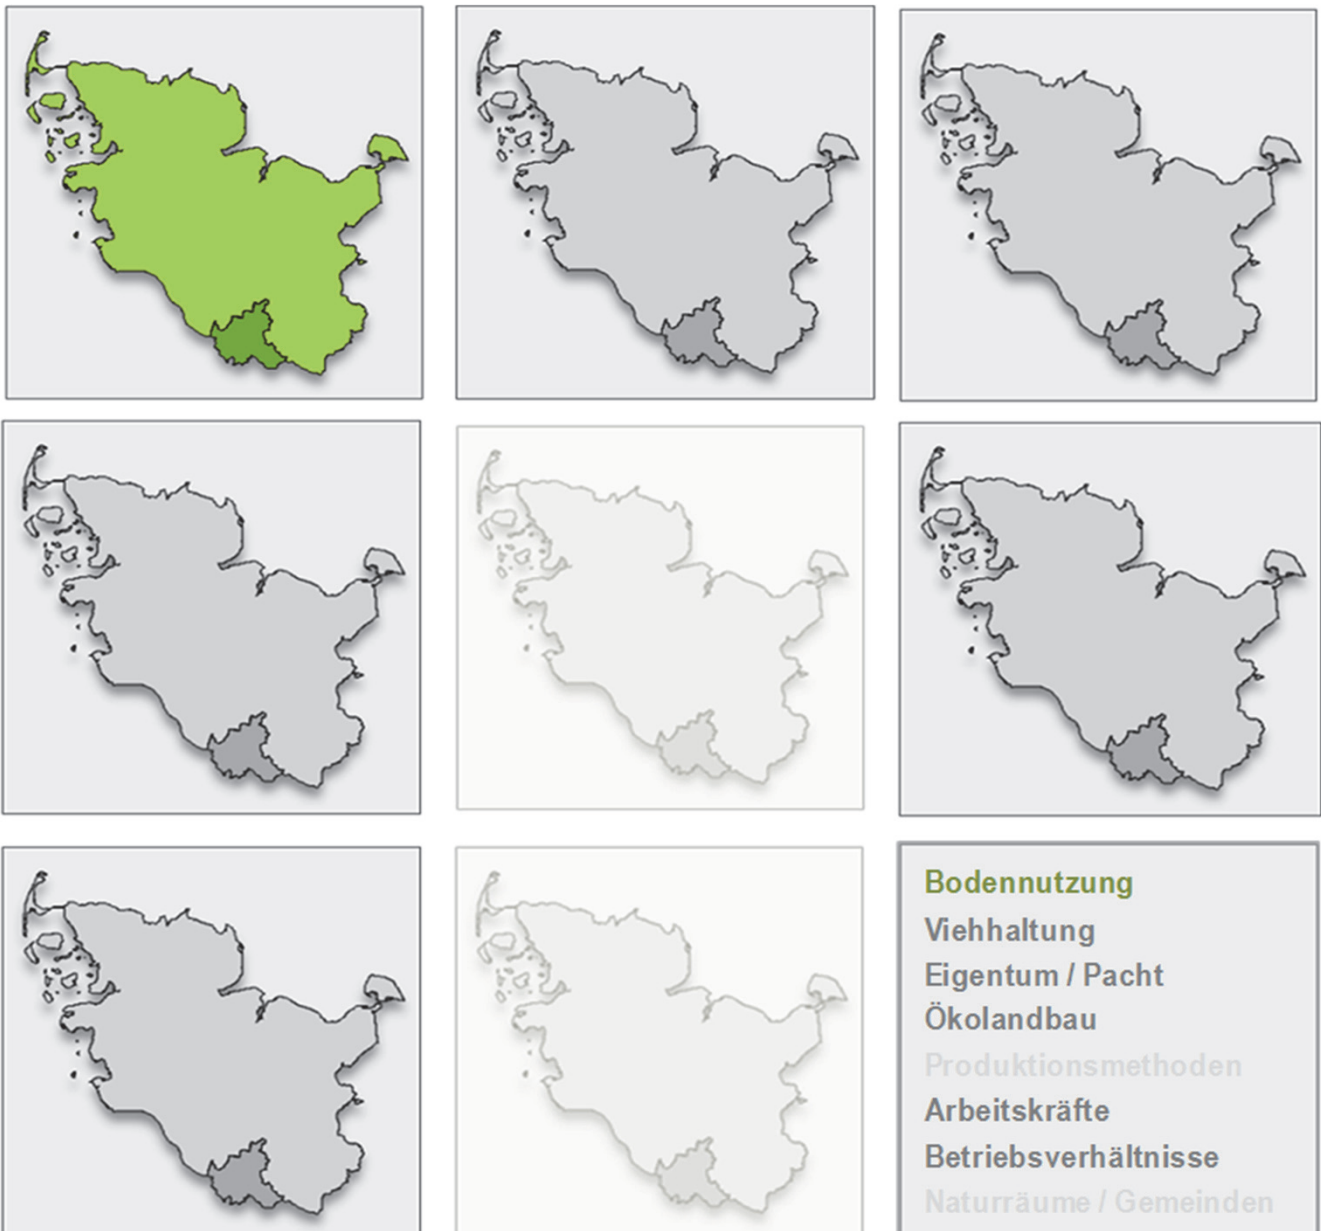 Bodennutzung
Viehhaltung
Eigentum / Pacht
Ökolandbau
Produktionsmethoden
Arbeitskräfte
Betriebsverhältnisse
Naturräume / Gemeinden